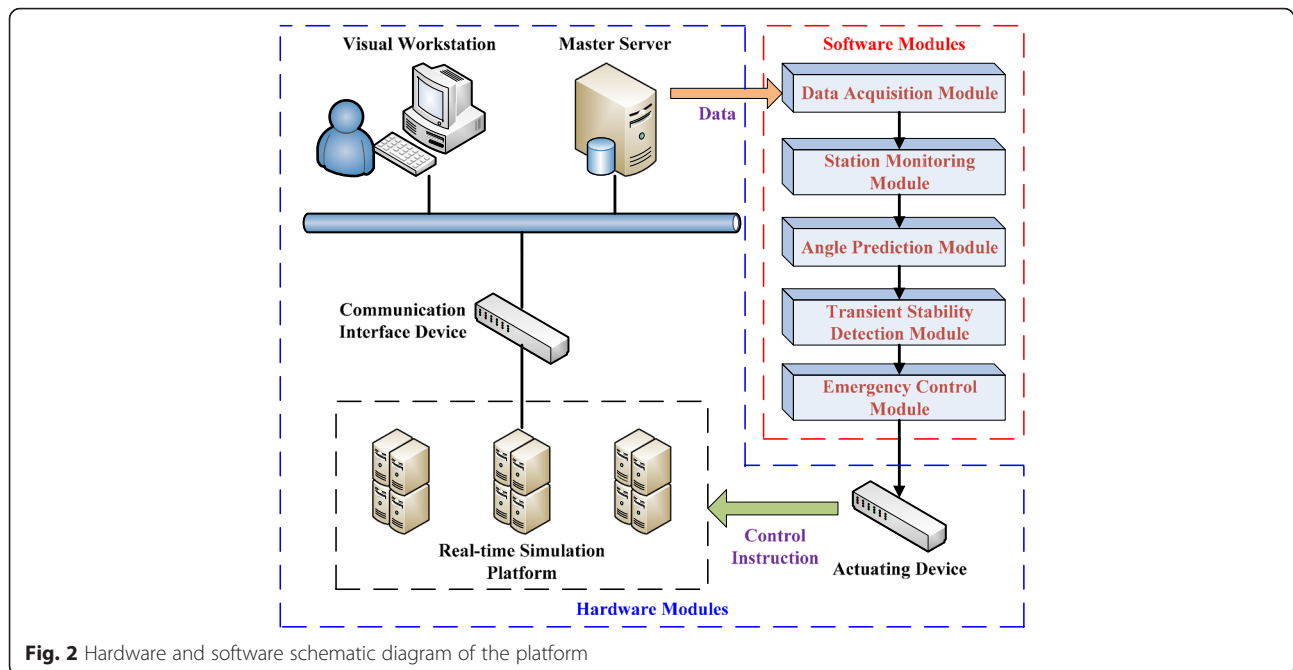 Visual Workstation
Master Server
Software Modules
Data
Data Acquisition Module
Station Monitoring
Module
Angle Prediction Module
Transient Stability
Detection Module
Emergency Control
Module
Communication
Interface Device
Real-time Simulation
Platform
Control
Instruction
Actuating Device
Hardware Modules
Fig. 2 Hardware and software schematic diagram of the platform